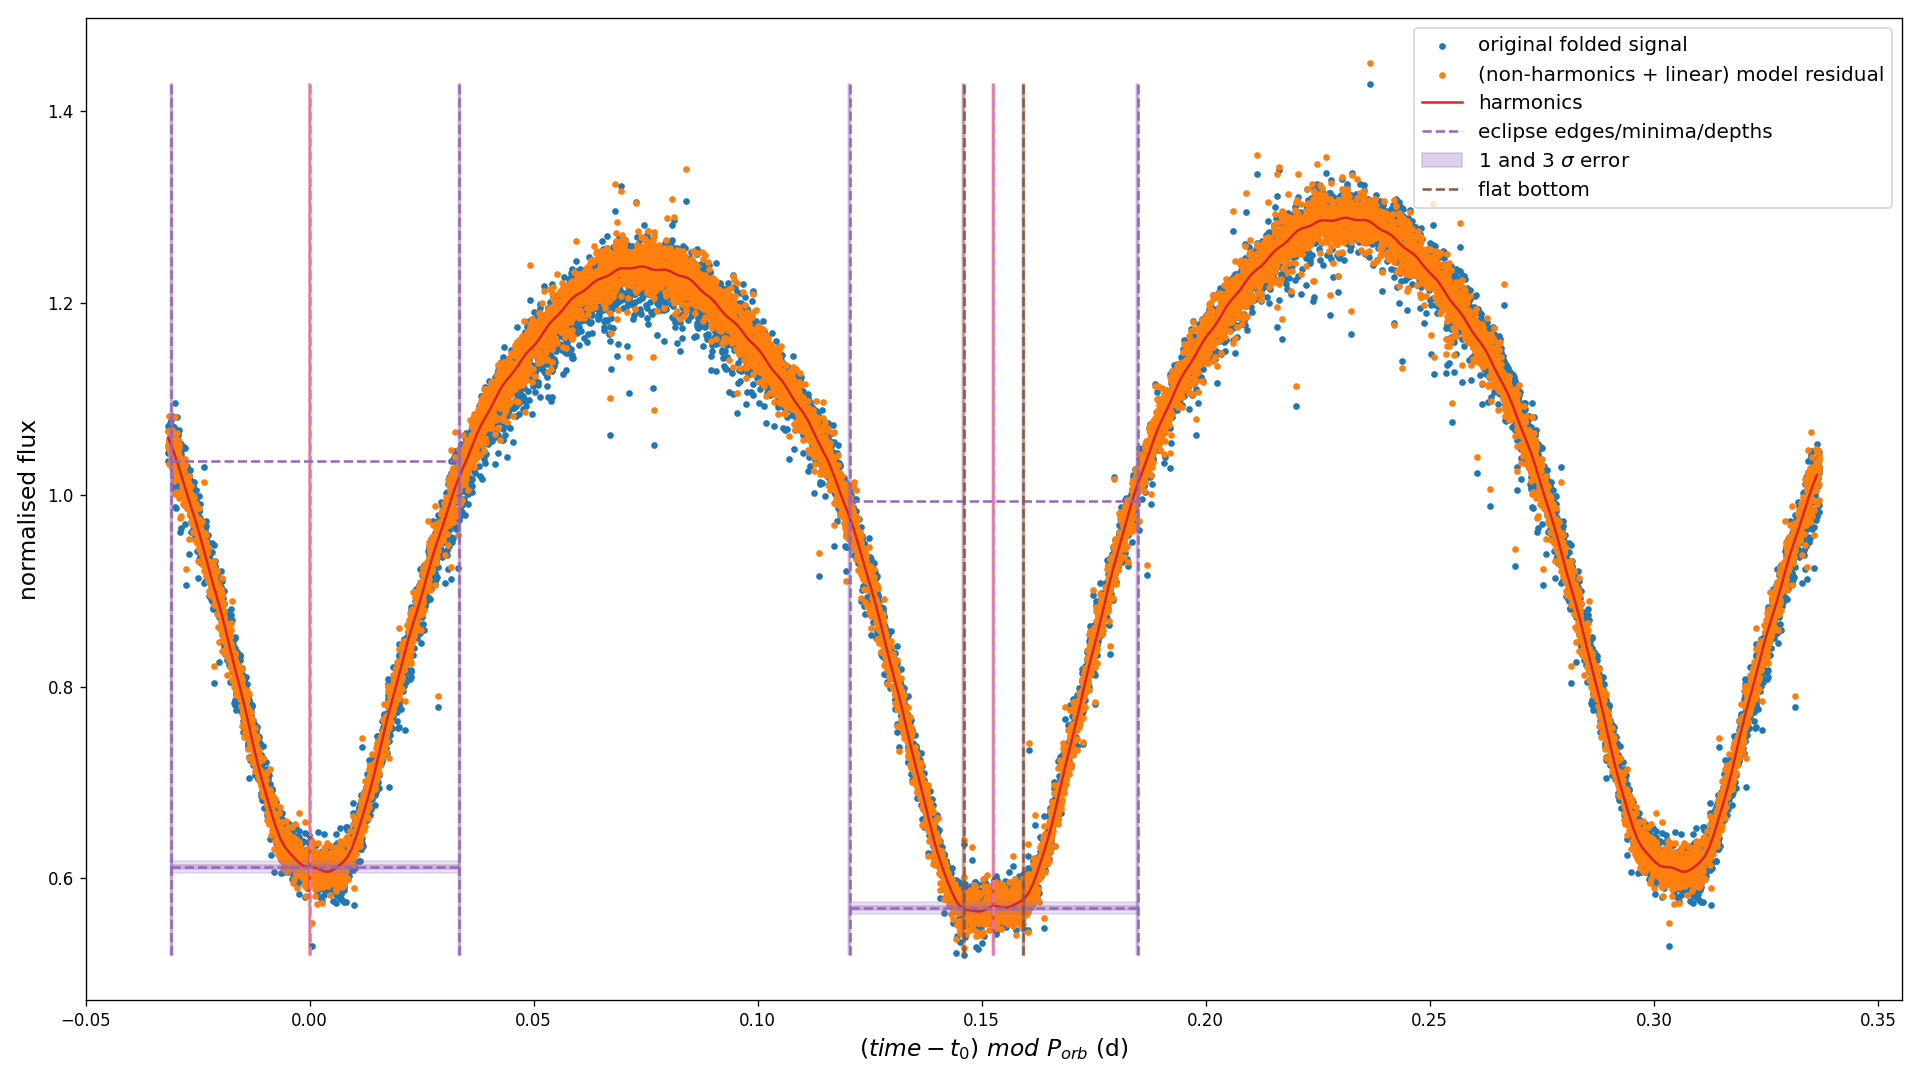 original folded signal
(non-harmonics + linear) model residual
harmonics
eclipse edges/minima/depths
1 and 3 σ error
flat bottom
normalised flux
1.4
1.2
1.0
0.8
0.6
−0.05 0.00 0.05 0.10 0.15 0.20 0.25 0.30 0.35
(time − t₀) mod Pₒᵣᵦ (d)